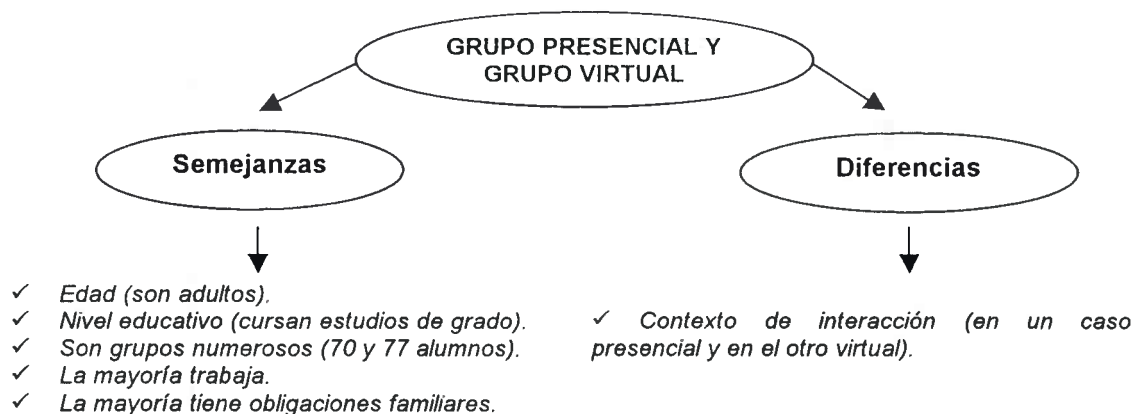 GRUPO PRESENCIAL Y
GRUPO VIRTUAL
Semejanzas
Diferencias
✓ Edad (son adultos).
✓ Nivel educativo (cursan estudios de grado).
✓ Son grupos numerosos (70 y 77 alumnos).
✓ La mayoría trabaja.
✓ La mayoría tiene obligaciones familiares.
✓ Contexto de interacción (en un caso
presencial y en el otro virtual).